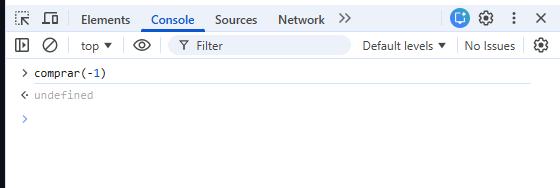 Elements Console Sources Network
top Filter Default levels No Issues
comprar(-1)
undefined